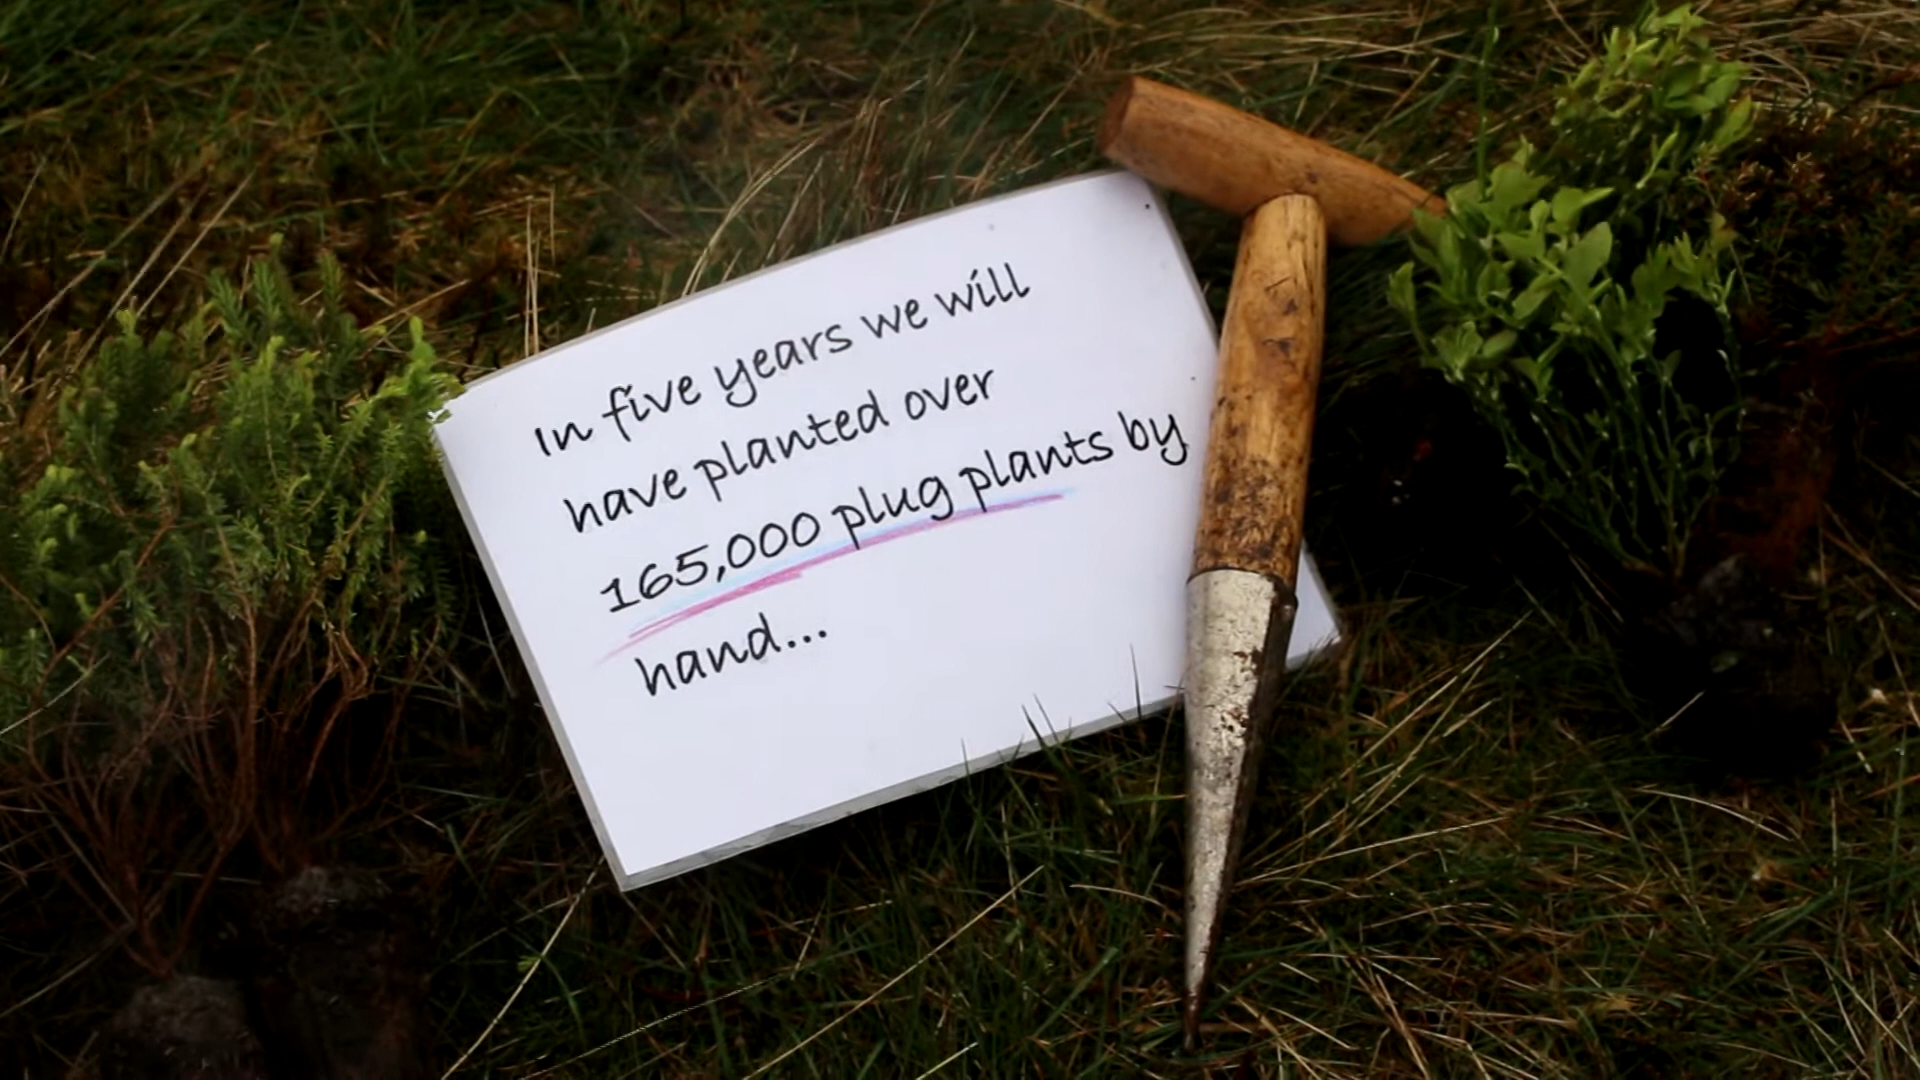 In five years we will
have planted over
165,000 plug plants by
hand...